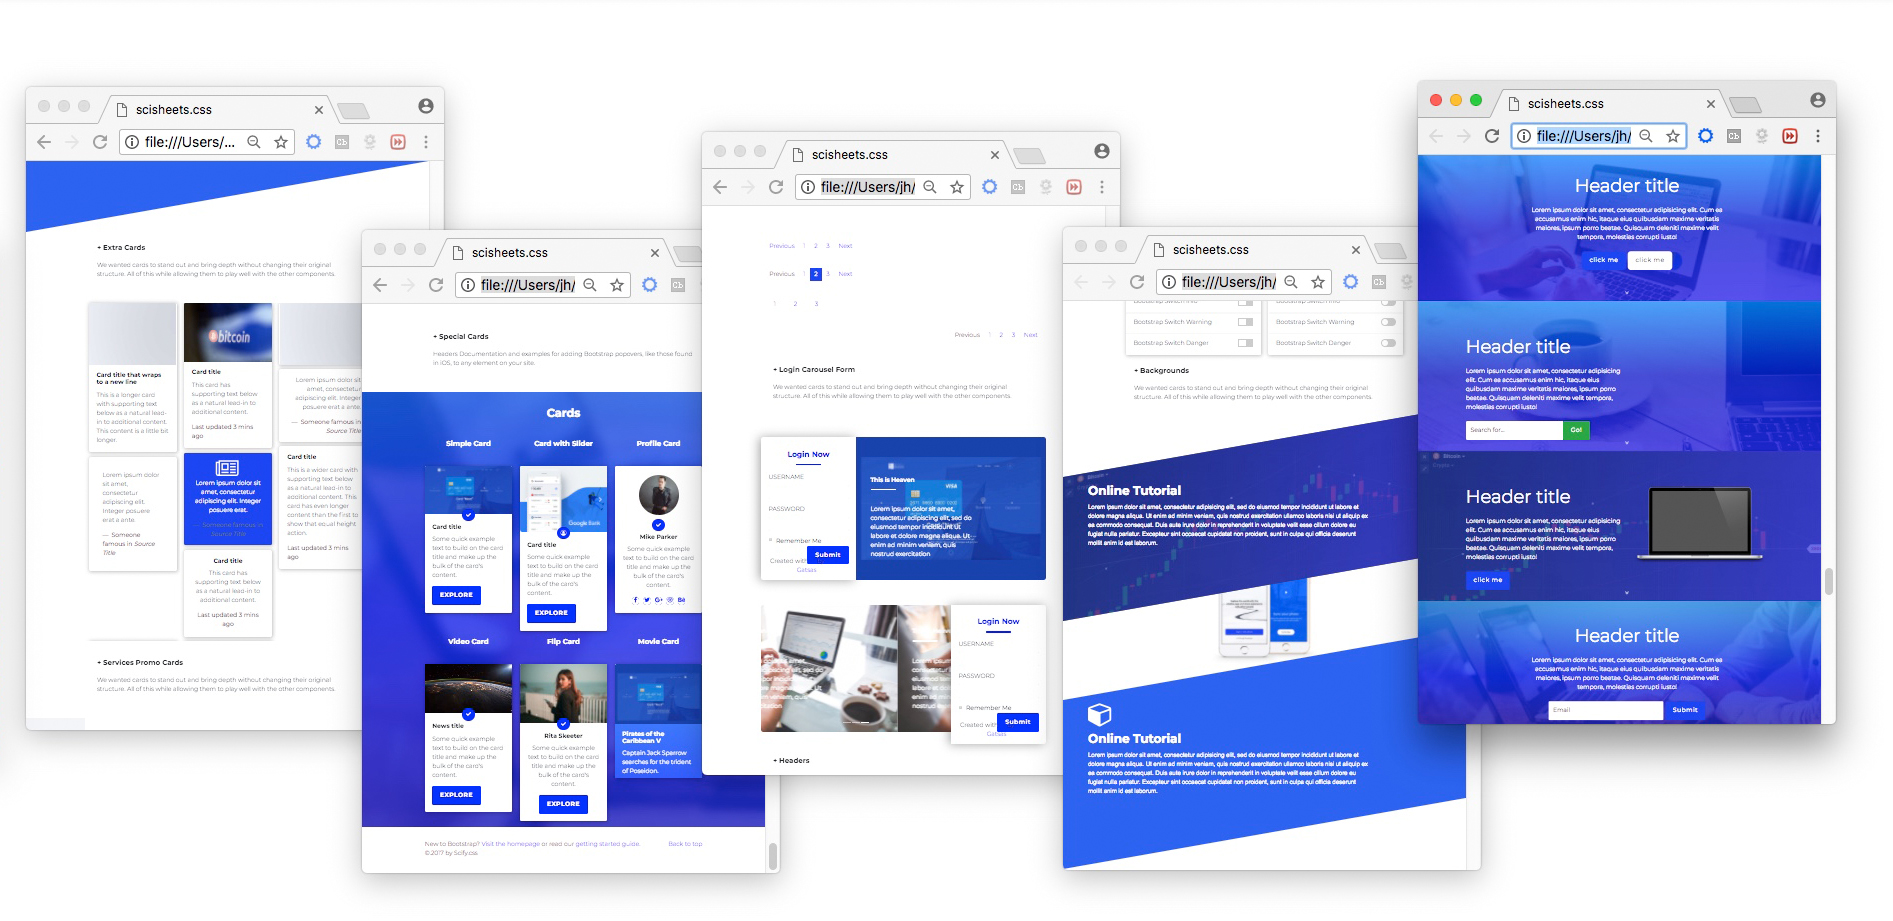 scisheets.css
file:///Users/...
+ Extra Cards
We wanted cards to stand out and bring depth without changing their original
structure. All of this while allowing them to play well with the other components.
Card title that wraps
to a new line
This is a longer card
with supporting text
below as a natural lead-
in to additional content.
This content is a little bit
longer.
Lorem ipsum dolor
sit amet,
consectetur
adipiscing elit.
Integer posuere
erat a ante.
— Someone
famous in Source
Title
bitcoin
Card title
This card has
supporting text below
as a natural lead-in to
additional content.
Last updated 3 mins
ago
Lorem ipsum dolor sit
amet, consectetur
adipiscing elit. Integer
posuere erat.
— Someone famous in
Source Title
Card title
This card has
supporting text below
as a natural lead-in to
additional content.
Last updated 3 mins
ago
Lorem ipsum dolor sit
amet, consectetur
adipiscing elit. Integer
posuere erat a ante.
— Someone famous in
Source Title
Card title
This is a wider card with
supporting text below
as a natural lead-in to
additional content. This
card has even longer
content than the first to
show that equal height
action.
Last updated 3 mins
ago
+ Services Promo Cards
We wanted cards to stand out and bring depth without changing their original
structure. All of this while allowing them to play well with the other components.
scisheets.css
file:///Users/jh/
+ Special Cards
Headers Documentation and examples for adding Bootstrap popovers, like those found
in iOS, to any element on your site.
Cards
Simple Card
Card with Slider
Profile Card
Card title
Some quick example
text to build on the card
title and make up the
bulk of the card's
content.
EXPLORE
Google Bank
Card title
Some quick example
text to build on the card
title and make up the
bulk of the card's
content.
EXPLORE
Mike Parker
Some quick example
text to build on the card
title and make up the
bulk of the card's
content.
Video Card
Flip Card
Movie Card
News title
Some quick example
text to build on the card
title and make up the
bulk of the card's
content.
EXPLORE
Rita Skeeter
Some quick example
text to build on the card
title and make up the
bulk of the card's
content.
EXPLORE
Pirates of the
Caribbean V
Captain Jack Sparrow
searches for the trident
of Poseidon.
New to Bootstrap? Visit the homepage or read our getting started guide.
Back to top
©2017 by Scify.css
scisheets.css
file:///Users/jh/
Previous 1 2 3 Next
Previous 1 2 3 Next
1 2 3
Previous 1 2 3 Next
+ Login Carousel Form
We wanted cards to stand out and bring depth without changing their original
structure. All of this while allowing them to play well with the other components.
Login Now
USERNAME
PASSWORD
Remember Me
Created with
Gatsas
Submit
VISA
This is Heaven
Lorem ipsum dolor sit amet,
consectetur adipiscing elit, sed do
eiusmod tempor incididunt ut
labore et dolore magna aliqua. Ut
enim ad minim veniam, quis
nostrud exercitation
Login Now
USERNAME
PASSWORD
Remember Me
Created with
Gatsas
Submit
+ Headers
scisheets.css
file:///Users/jh/
Bootstrap Switch Info
Bootstrap Switch Info
Bootstrap Switch Warning
Bootstrap Switch Warning
Bootstrap Switch Danger
Bootstrap Switch Danger
+ Backgrounds
We wanted cards to stand out and bring depth without changing their original
structure. All of this while allowing them to play well with the other components.
Online Tutorial
Lorem ipsum dolor sit amet, consectetur adipisicing elit, sed do eiusmod tempor incididunt ut labore et
dolore magna aliqua. Ut enim ad minim veniam, quis nostrud exercitation ullamco laboris nisi ut aliquip ex
ea commodo consequat. Duis aute irure dolor in reprehenderit in voluptate velit esse cillum dolore eu
fugiat nulla pariatur. Excepteur sint occaecat cupidatat non proident, sunt in culpa qui officia deserunt
mollit anim id est laborum.
Online Tutorial
Lorem ipsum dolor sit amet, consectetur adipisicing elit, sed do eiusmod tempor incididunt ut labore et
dolore magna aliqua. Ut enim ad minim veniam, quis nostrud exercitation ullamco laboris nisi ut aliquip ex
ea commodo consequat. Duis aute irure dolor in reprehenderit in voluptate velit esse cillum dolore eu
fugiat nulla pariatur. Excepteur sint occaecat cupidatat non proident, sunt in culpa qui officia deserunt
mollit anim id est laborum.
scisheets.css
file:///Users/jh/
Header title
Lorem ipsum dolor sit amet, consectetur adipisicing elit. Cum ea
accusamus enim hic, itaque eius quibusdam maxime veritatis
maiores, ipsum porro beatae. Quisquam deleniti maxime velit
tempora, molestias corrupti iusto!
click me
click me
Header title
Lorem ipsum dolor sit amet, consectetur adipisicing
elit. Cum ea accusamus enim hic, itaque eius
quibusdam maxime veritatis maiores, ipsum porro
beatae. Quisquam deleniti maxime velit tempora,
molestias corrupti iusto!
Search for...
Go!
Header title
Lorem ipsum dolor sit amet, consectetur adipisicing
elit. Cum ea accusamus enim hic, itaque eius
quibusdam maxime veritatis maiores, ipsum porro
beatae. Quisquam deleniti maxime velit tempora,
molestias corrupti iusto!
click me
Header title
Lorem ipsum dolor sit amet, consectetur adipisicing elit. Cum ea
accusamus enim hic, itaque eius quibusdam maxime veritatis
maiores, ipsum porro beatae. Quisquam deleniti maxime velit
tempora, molestias corrupti iusto!
Email
Submit